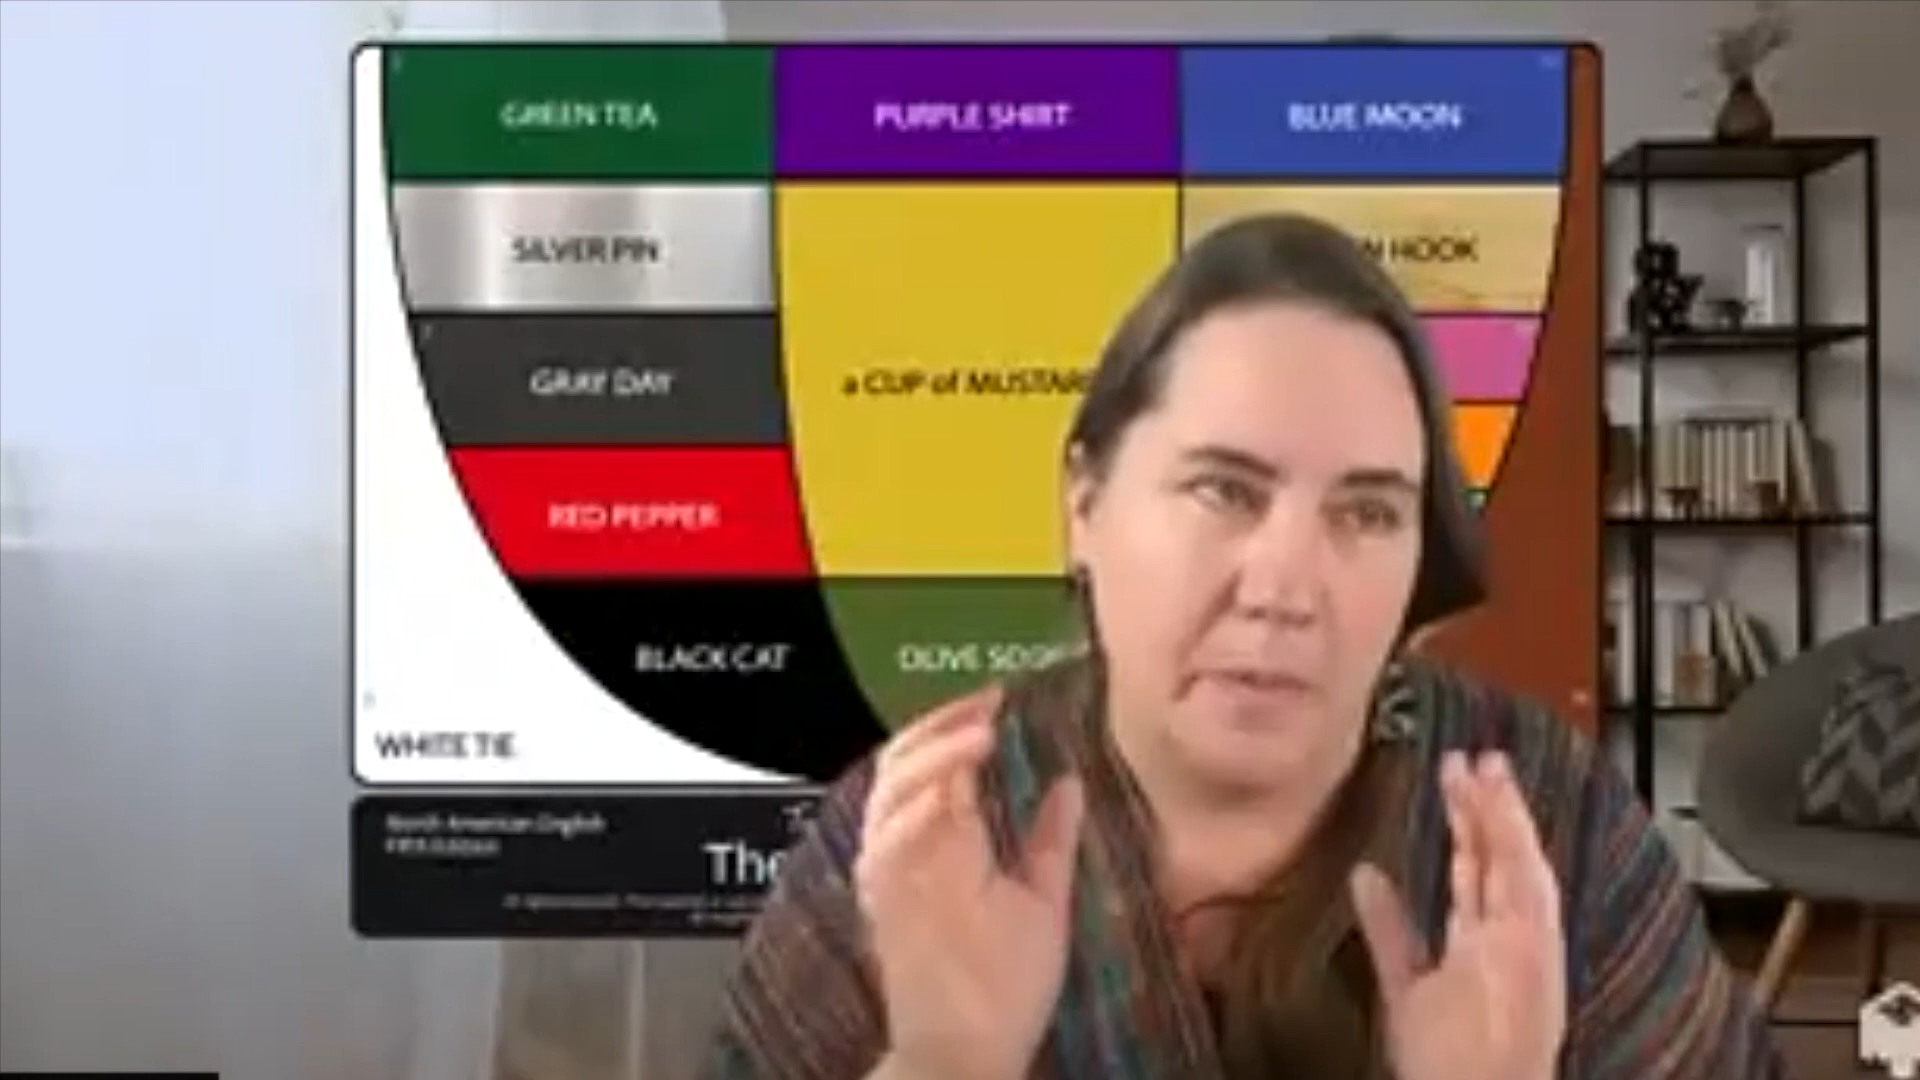 GREEN TEA
PURPLE SHIRT
BLUE MOON
SILVER PIN
HOOK
GRAY DAY
a CUP of
RED PEPPER
BLACK CAT
OLIVE
WHITE TIE
North American English
The